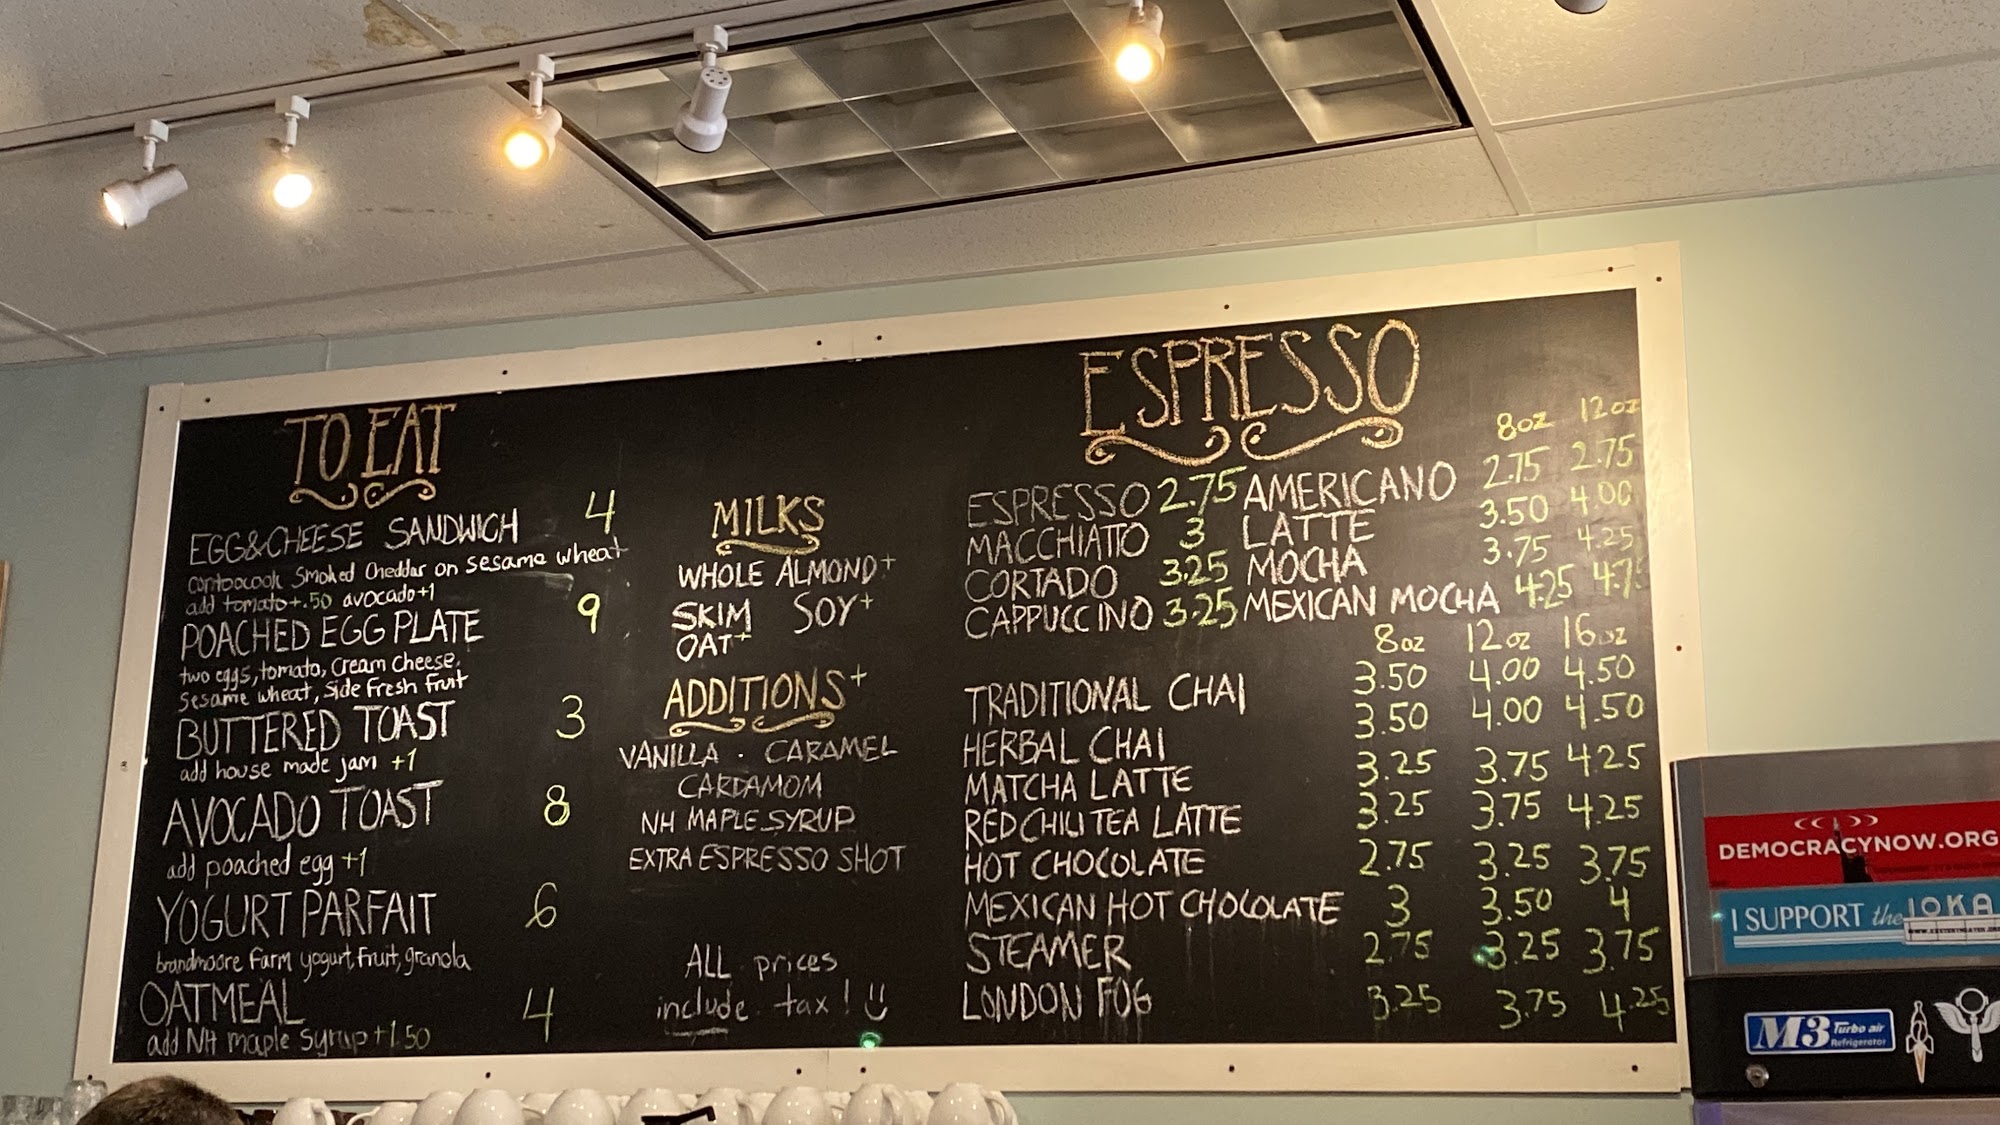 TO EAT
EGG&CHEESE SANDWICH 4
contoocook smoked cheddar on sesame wheat
add tomato+.50 avocado+1
POACHED EGG PLATE 9
two eggs, tomato, cream cheese,
sesame wheat, side fresh fruit
BUTTERED TOAST 3
add house made jam +1
AVOCADO TOAST 8
add poached egg +1
YOGURT PARFAIT 6
brandmoore farm yogurt, fruit, granola
OATMEAL 4
add NH maple syrup +1.50
MILKS
WHOLE ALMOND+
SKIM SOY+
OAT+
ADDITIONS+
VANILLA · CARAMEL
CARDAMOM
NH MAPLE SYRUP
EXTRA ESPRESSO SHOT
ALL prices
include tax!
ESPRESSO
8oz 12oz
ESPRESSO 2.75 AMERICANO 2.75 2.75
MACCHIATTO 3 LATTE 3.50 4.00
CORTADO 3.25 MOCHA 3.75 4.25
CAPPUCCINO 3.25 MEXICAN MOCHA 4.25 4.75
8oz 12oz 16oz
TRADITIONAL CHAI 3.50 4.00 4.50
HERBAL CHAI 3.50 4.00 4.50
MATCHA LATTE 3.25 3.75 4.25
RED CHILI TEA LATTE 3.25 3.75 4.25
HOT CHOCOLATE 2.75 3.25 3.75
MEXICAN HOT CHOCOLATE 3 3.50 4
STEAMER 2.75 3.25 3.75
LONDON FOG 3.25 3.75 4.25
DEMOCRACYNOW.ORG
I SUPPORT the IOKA
M3 Turbo air
Refrigerator